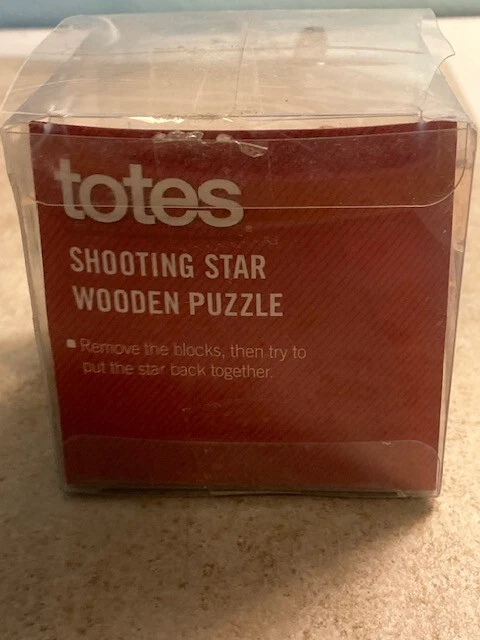 totes
SHOOTING STAR
WOODEN PUZZLE
▪ Remove the blocks, then try to
put the star back together.